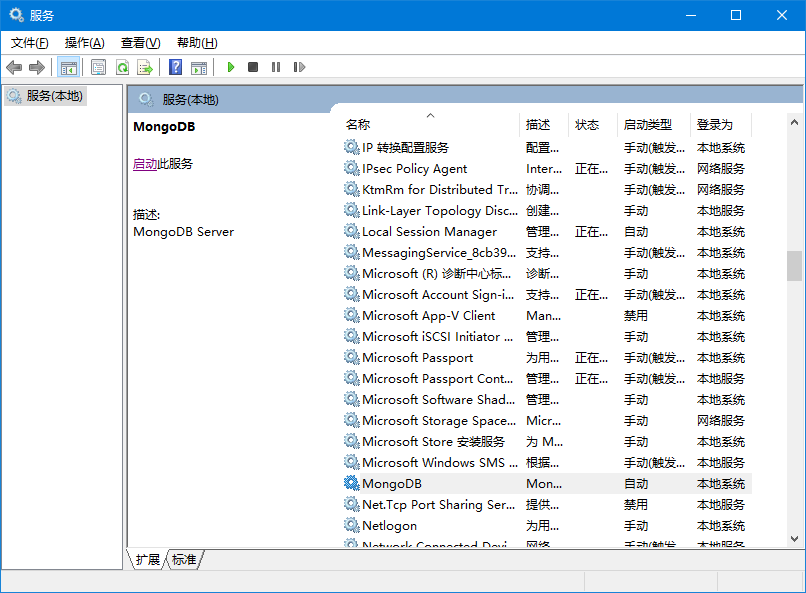 服务
文件(F) 操作(A) 查看(V) 帮助(H)
服务(本地)
服务(本地)
MongoDB
启动此服务
描述:
MongoDB Server
名称 描述 状态 启动类型 登录为
IP 转换配置服务 配置... 手动(触发... 本地系统
IPsec Policy Agent Inter... 正在... 手动(触发... 网络服务
KtmRm for Distributed Tr... 协调... 手动(触发... 网络服务
Link-Layer Topology Disc... 创建... 手动 本地服务
Local Session Manager 管理... 正在... 自动 本地系统
MessagingService_8cb39... 支持... 手动(触发... 本地系统
Microsoft (R) 诊断中心标... 诊断... 手动 本地系统
Microsoft Account Sign-i... 支持... 正在... 手动(触发... 本地系统
Microsoft App-V Client Man... 禁用 本地系统
Microsoft iSCSI Initiator ... 管理... 手动 本地系统
Microsoft Passport 为用... 正在... 手动(触发... 本地系统
Microsoft Passport Cont... 管理... 正在... 手动(触发... 本地服务
Microsoft Software Shad... 管理... 手动 本地系统
Microsoft Storage Space... Micr... 手动 网络服务
Microsoft Store 安装服务 为 M... 手动 本地系统
Microsoft Windows SMS ... 根据... 手动(触发... 本地服务
MongoDB Mon... 自动 本地系统
Net.Tcp Port Sharing Ser... 提供... 禁用 本地服务
Netlogon 为用... 手动 本地系统
Network Connected Devi... 网络... 手动(触发... 本地服务
扩展 标准